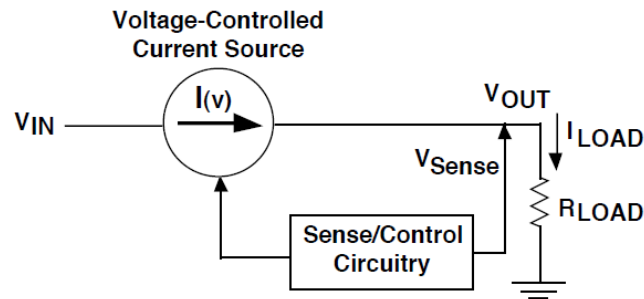 Voltage-Controlled
Current Source
I(v)
VIN
VOUT
ILOAD
VSense
RLOAD
Sense/Control
Circuitry